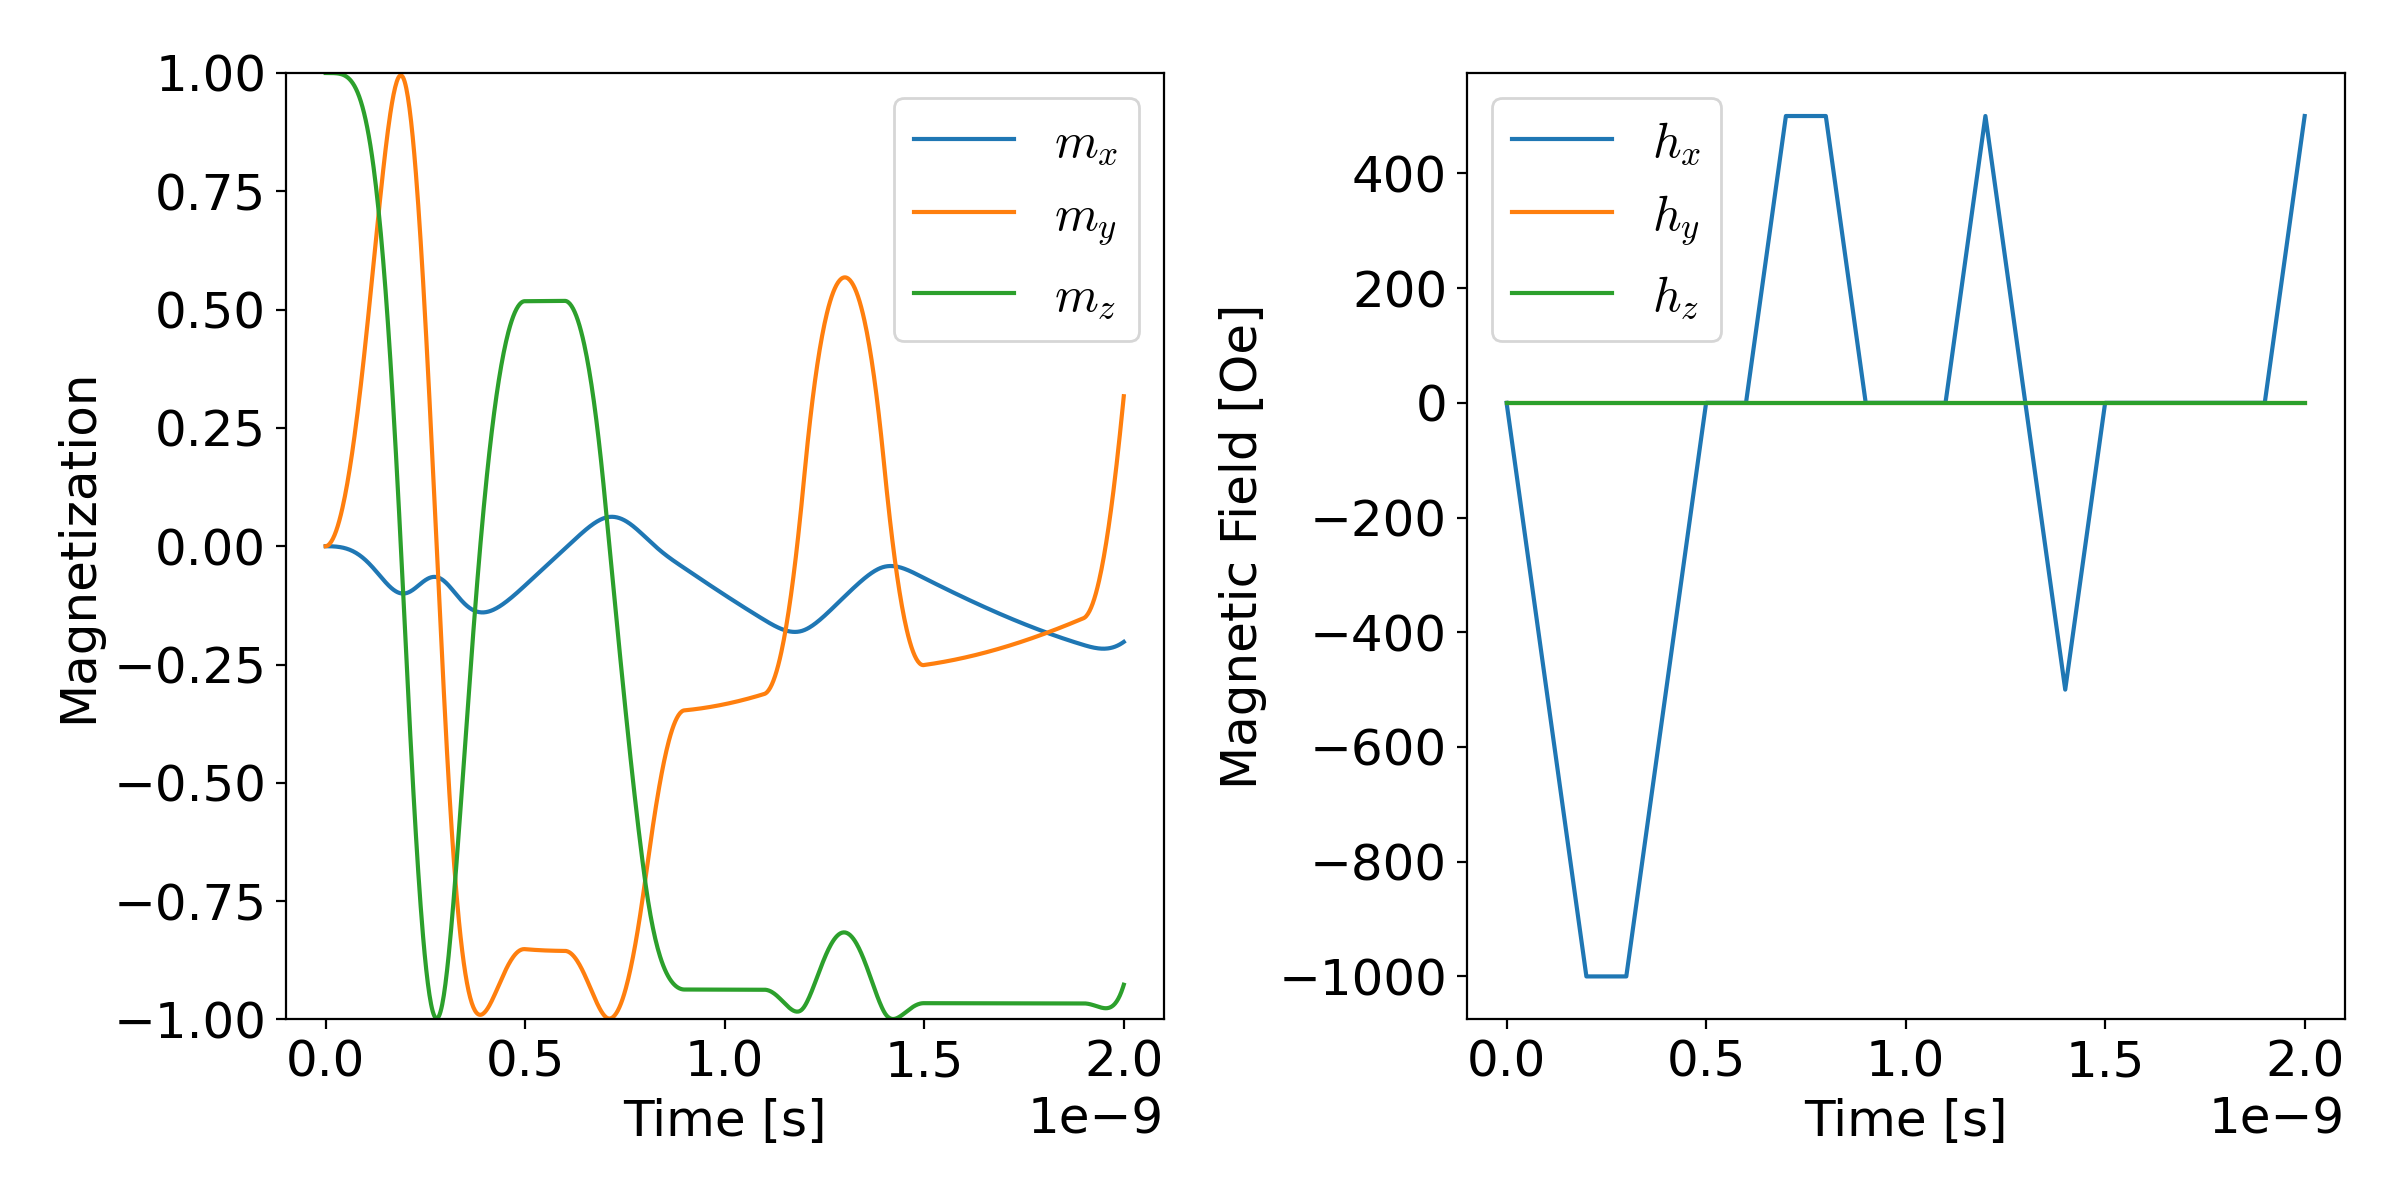 Magnetization
1.00
0.75
0.50
0.25
0.00
−0.25
−0.50
−0.75
−1.00
0.0 0.5 1.0 1.5 2.0
Time [s]
1e−9
m_x
m_y
m_z
Magnetic Field [Oe]
400
200
0
−200
−400
−600
−800
−1000
0.0 0.5 1.0 1.5 2.0
Time [s]
1e−9
h_x
h_y
h_z